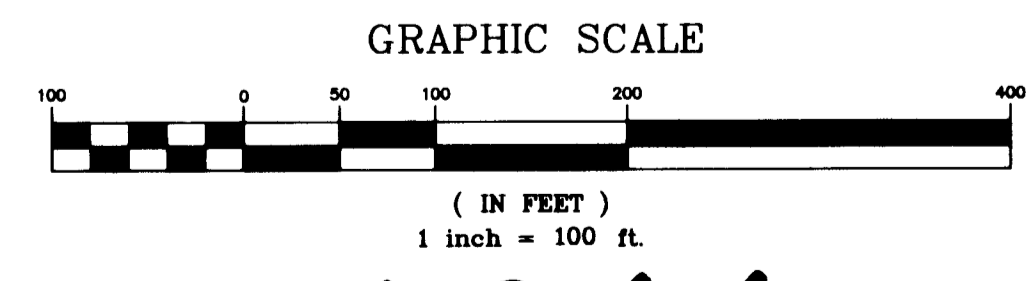 GRAPHIC SCALE
100 0 50 100 200 400
( IN FEET )
1 inch = 100 ft.